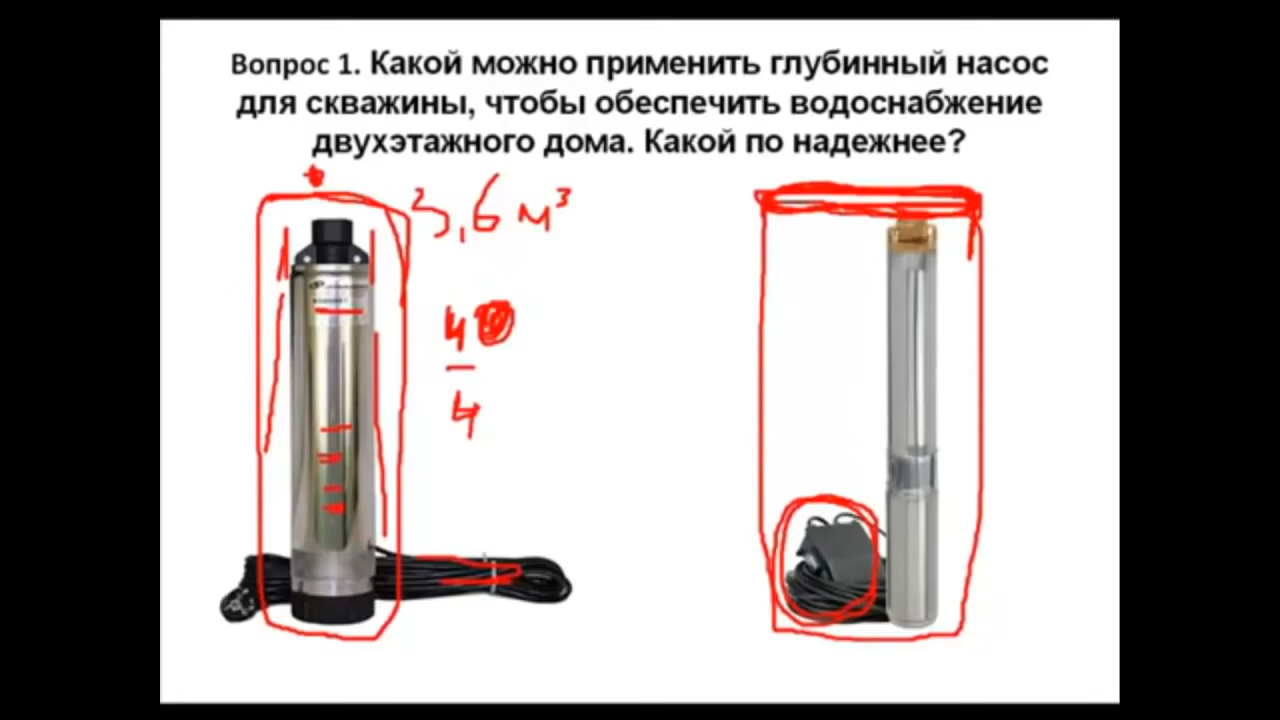 Вопрос 1. Какой можно применить глубинный насос
для скважины, чтобы обеспечить водоснабжение
двухэтажного дома. Какой по надежнее?
3,6 м³
4
4